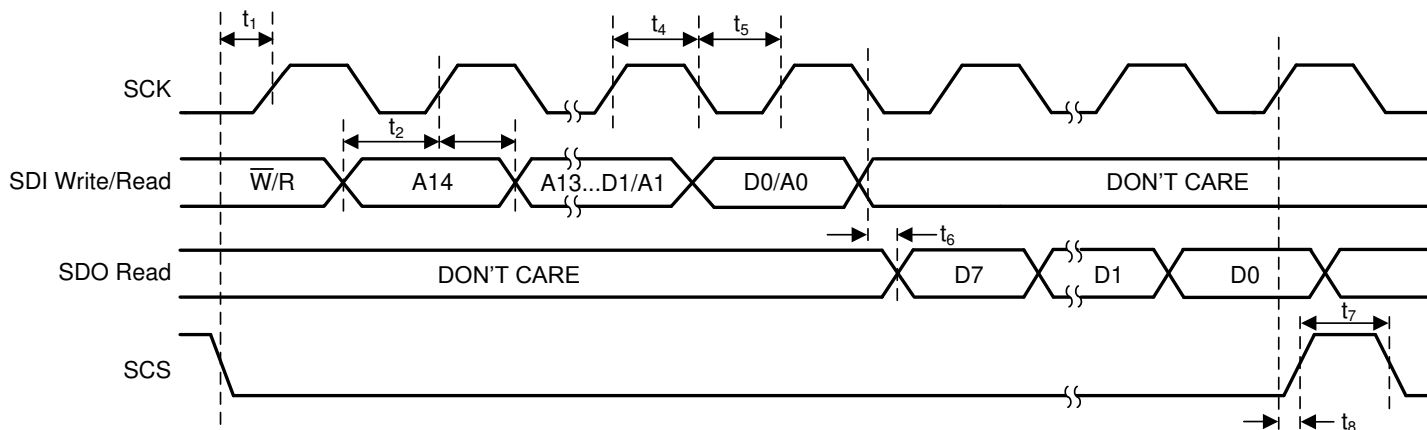 t1 t4 t5
SCK
t2
SDI Write/Read W̅/R A14 A13...D1/A1 D0/A0 DON'T CARE
t6
SDO Read DON'T CARE D7 D1 D0
t7
SCS
t8